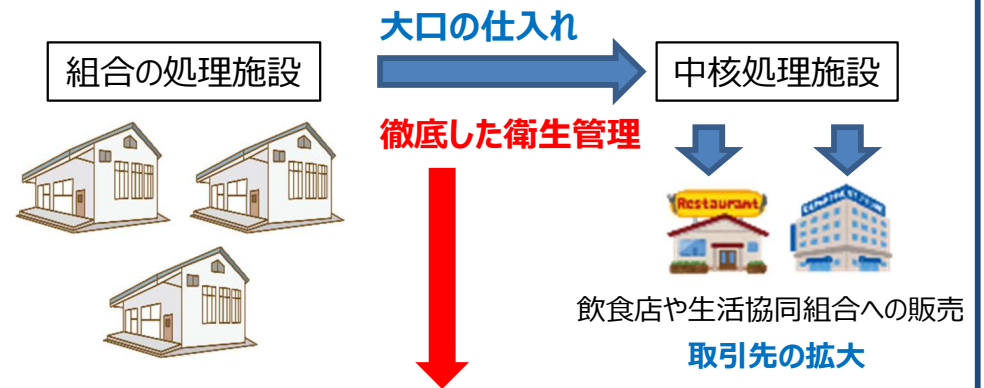 大口の仕入れ
組合の処理施設
中核処理施設
徹底した衛生管理
Restaurant
DEPARTMENT STORE
飲食店や生活協同組合への販売
取引先の拡大